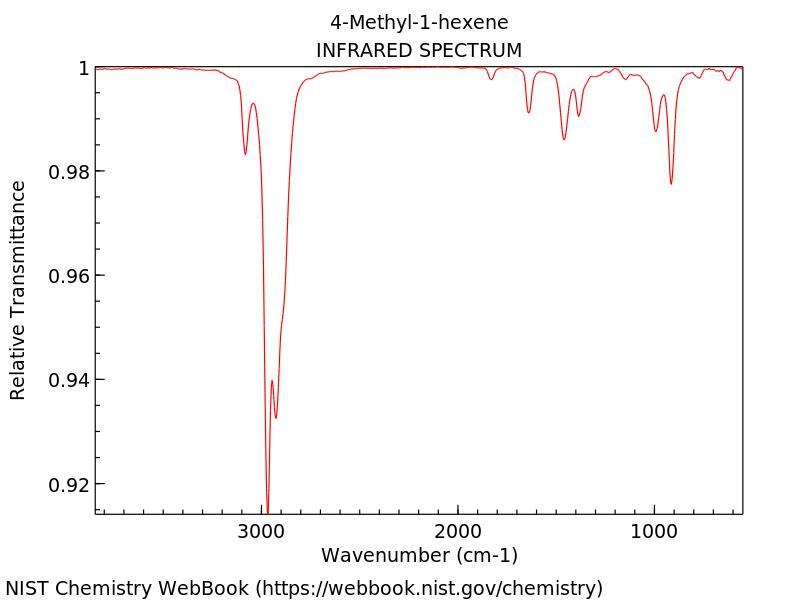 4-Methyl-1-hexene
INFRARED SPECTRUM
1
0.98
0.96
0.94
0.92
Relative Transmittance
3000 2000 1000
Wavenumber (cm-1)
NIST Chemistry WebBook (https://webbook.nist.gov/chemistry)